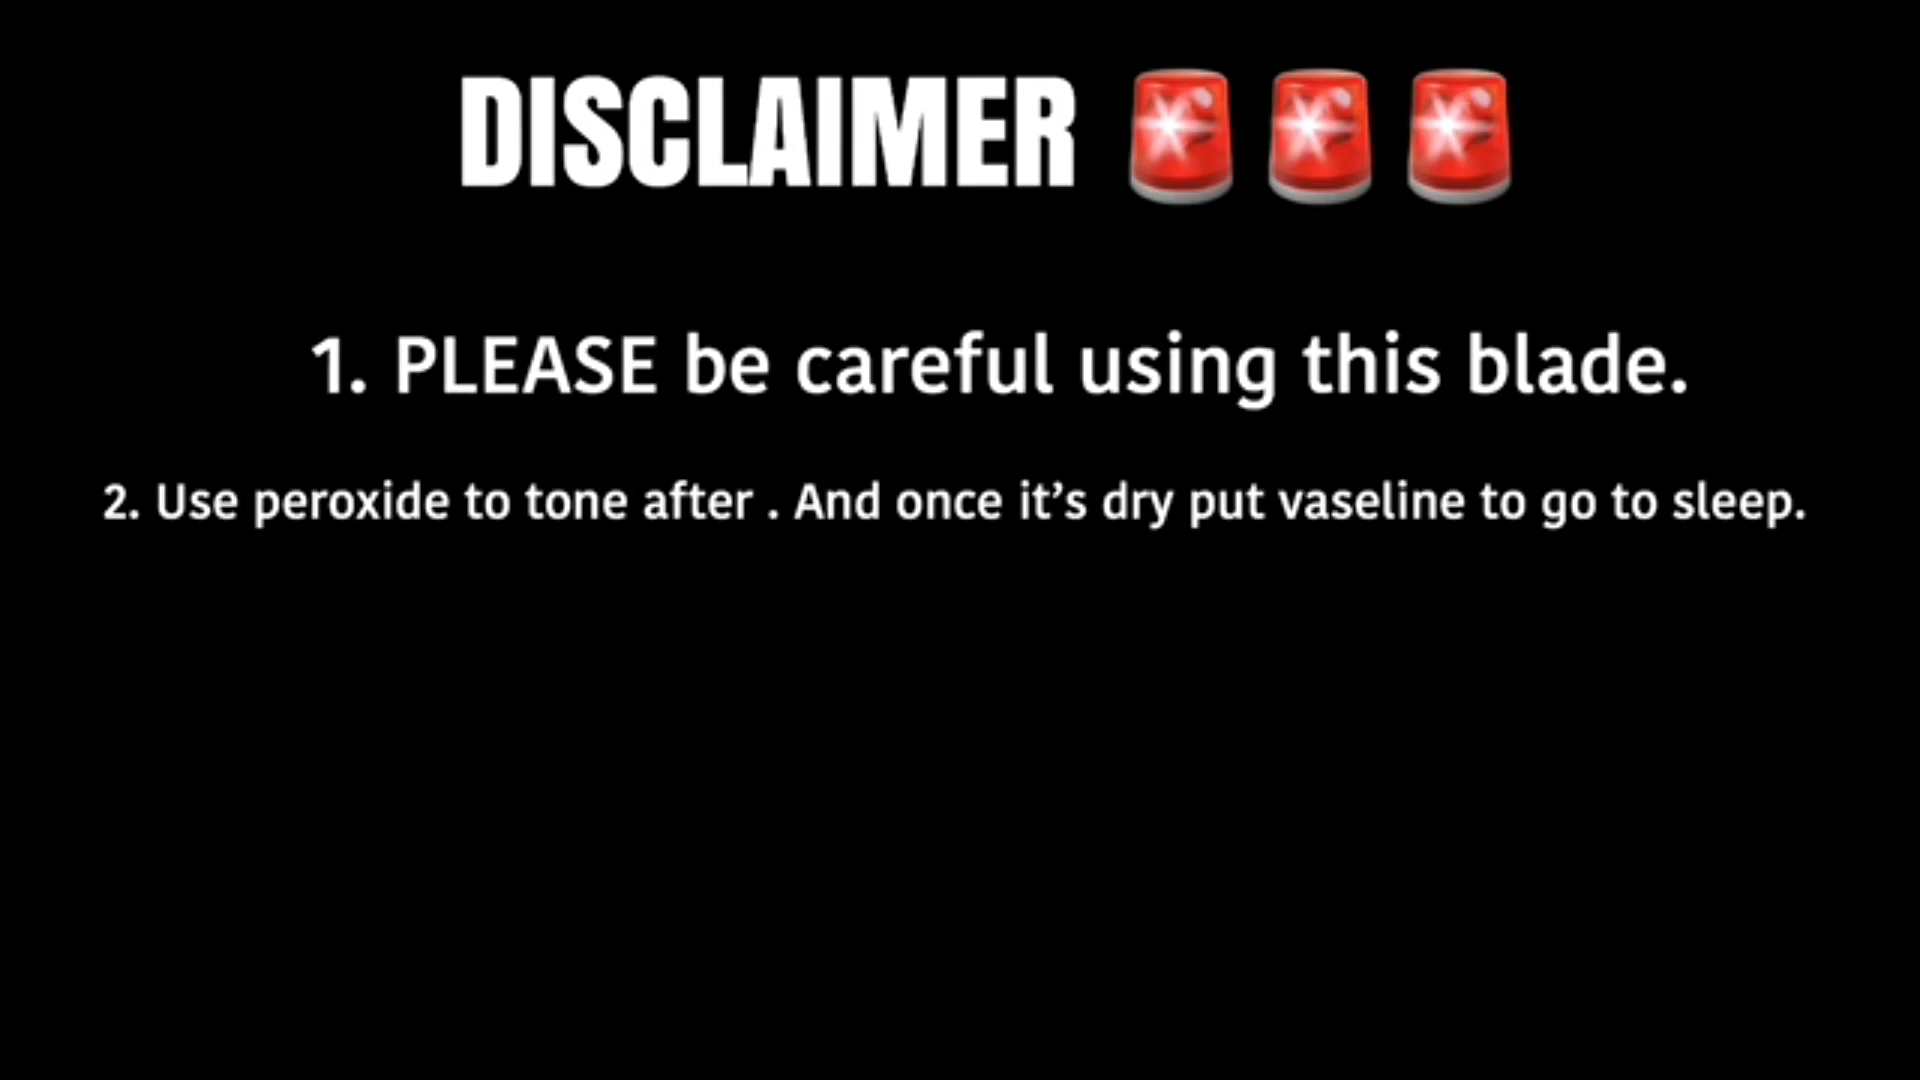 DISCLAIMER 🚨🚨🚨
1. PLEASE be careful using this blade.
2. Use peroxide to tone after . And once it’s dry put vaseline to go to sleep.